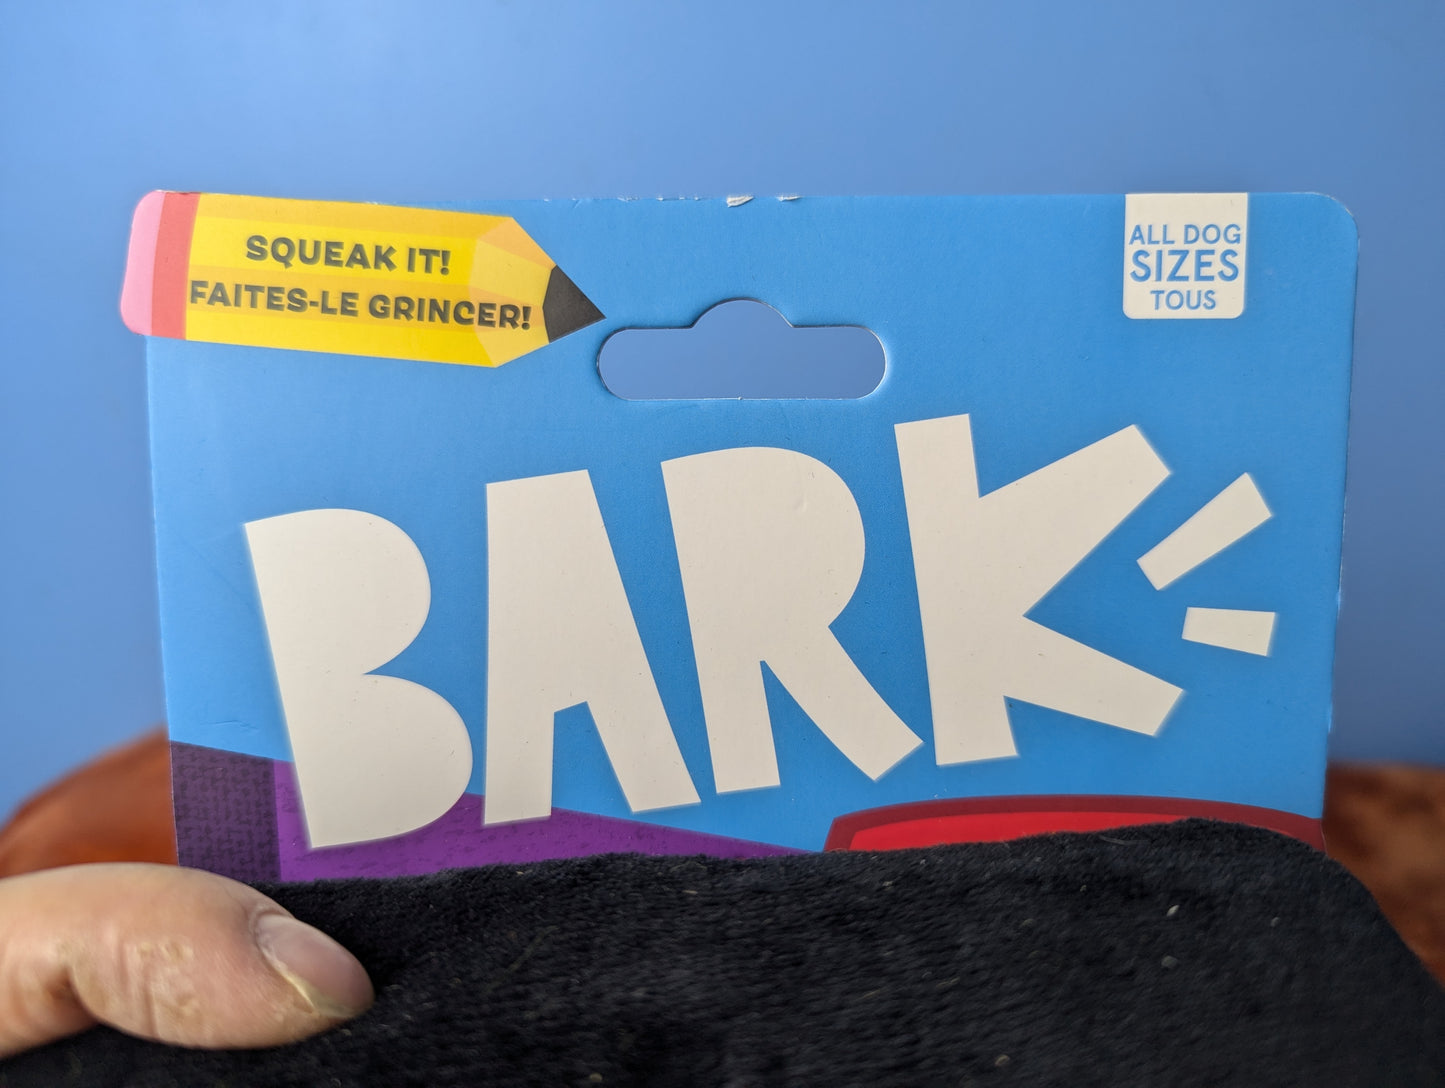 SQUEAK IT!
FAITES-LE GRINCER!
ALL DOG
SIZES
TOUS
BARK